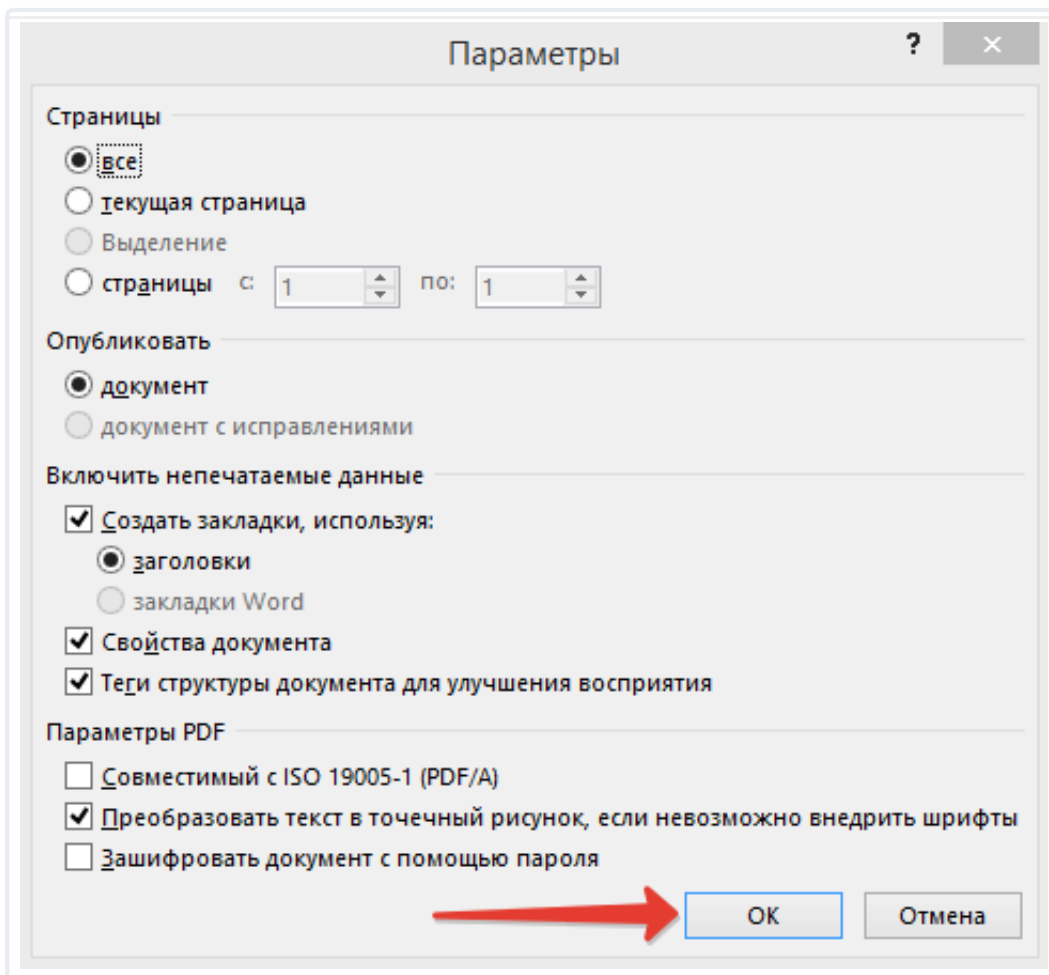 Параметры
?
Страницы
все
текущая страница
Выделение
страницы с: 1 по: 1
Опубликовать
документ
документ с исправлениями
Включить непечатаемые данные
Создать закладки, используя:
заголовки
закладки Word
Свойства документа
Теги структуры документа для улучшения восприятия
Параметры PDF
Совместимый с ISO 19005-1 (PDF/A)
Преобразовать текст в точечный рисунок, если невозможно внедрить шрифты
Зашифровать документ с помощью пароля
ОК Отмена